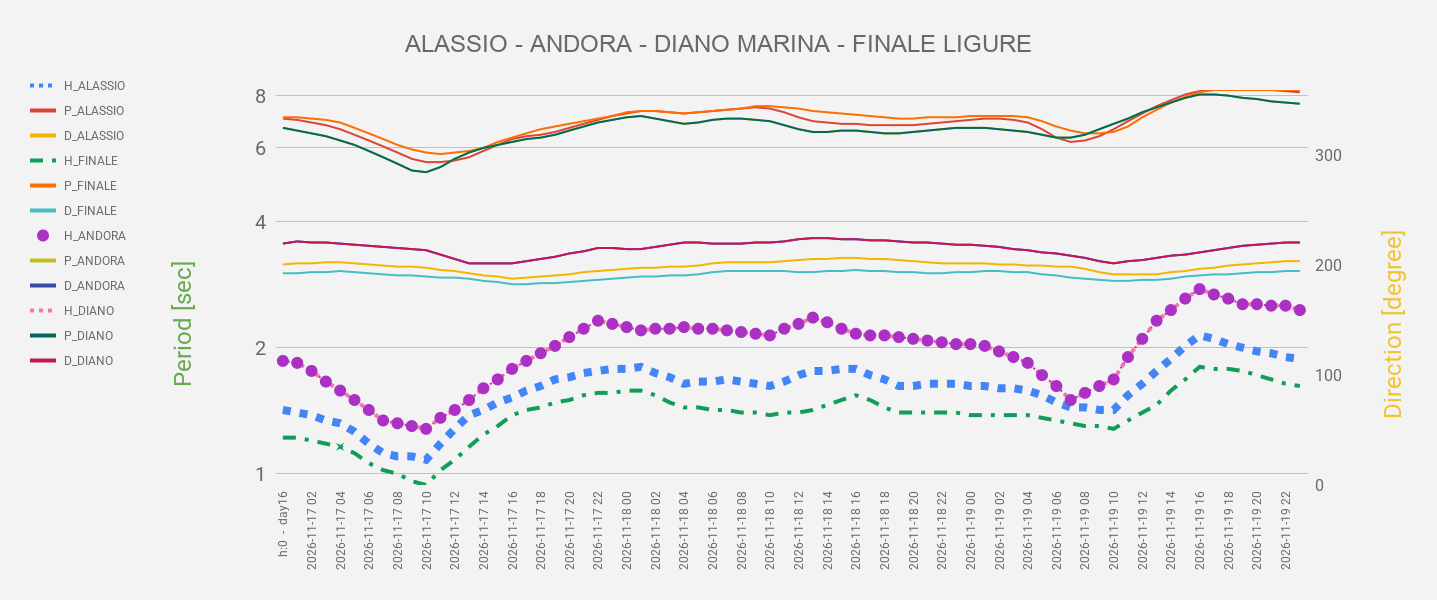 ALASSIO - ANDORA - DIANO MARINA - FINALE LIGURE
H_ALASSIO
P_ALASSIO
D_ALASSIO
H_FINALE
P_FINALE
D_FINALE
H_ANDORA
P_ANDORA
D_ANDORA
H_DIANO
P_DIANO
D_DIANO
Period [sec]
8
6
4
2
1
300
200
100
0
Direction [degree]
h:0 - day16
2026-11-17 02
2026-11-17 04
2026-11-17 06
2026-11-17 08
2026-11-17 10
2026-11-17 12
2026-11-17 14
2026-11-17 16
2026-11-17 18
2026-11-17 20
2026-11-17 22
2026-11-18 00
2026-11-18 02
2026-11-18 04
2026-11-18 06
2026-11-18 08
2026-11-18 10
2026-11-18 12
2026-11-18 14
2026-11-18 16
2026-11-18 18
2026-11-18 20
2026-11-18 22
2026-11-19 00
2026-11-19 02
2026-11-19 04
2026-11-19 06
2026-11-19 08
2026-11-19 10
2026-11-19 12
2026-11-19 14
2026-11-19 16
2026-11-19 18
2026-11-19 20
2026-11-19 22